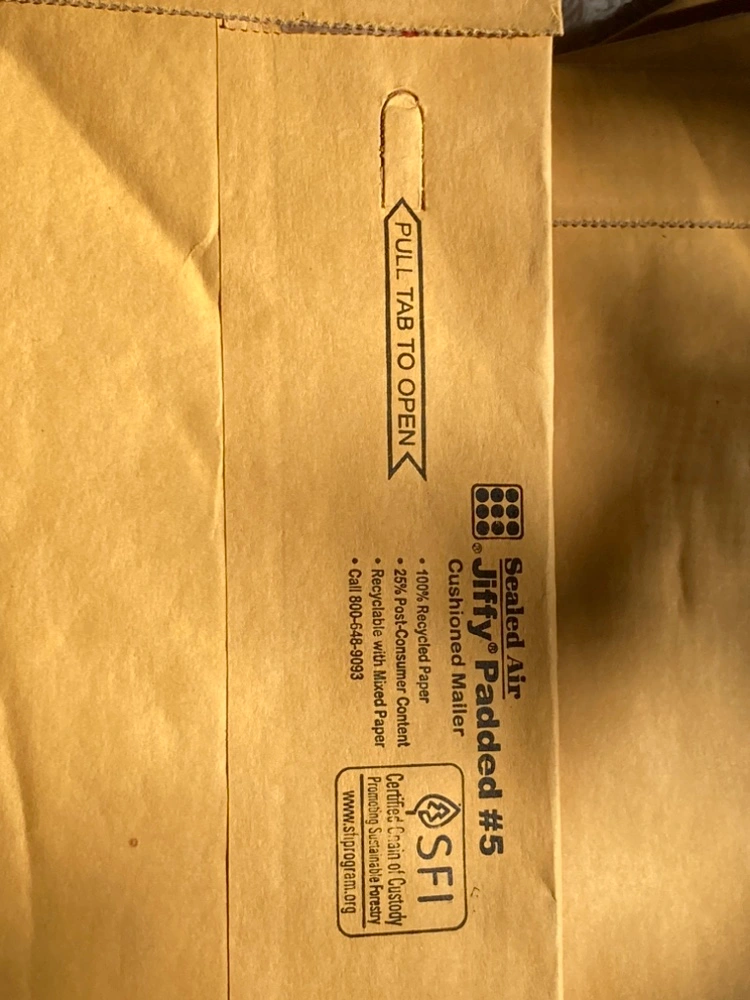 PULL TAB TO OPEN
Sealed Air
Jiffy® Padded #5
®
Cushioned Mailer
• 100% Recycled Paper
• 25% Post-Consumer Content
• Recyclable with Mixed Paper
• Call 800-648-9093
SFI
Certified Chain of Custody
Promoting Sustainable Forestry
www.sfiprogram.org